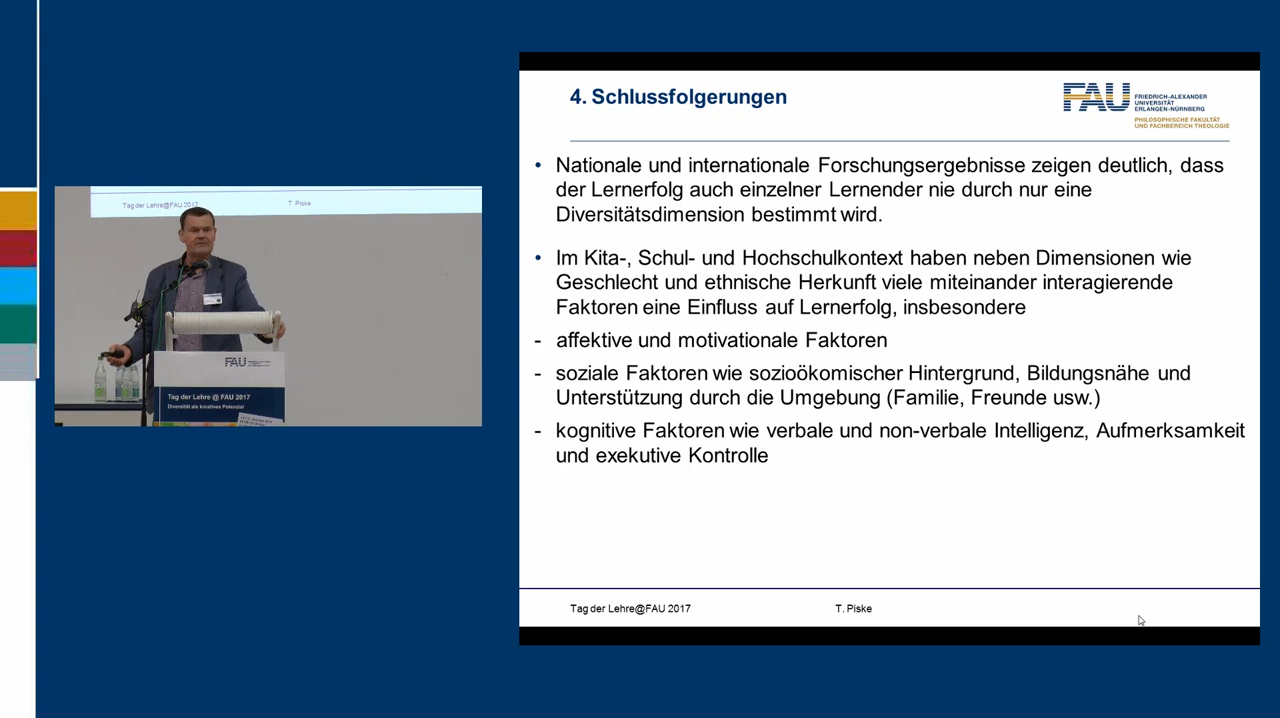 4. Schlussfolgerungen
FAU
FRIEDRICH-ALEXANDER
UNIVERSITÄT
ERLANGEN-NÜRNBERG
PHILOSOPHISCHE FAKULTÄT
UND FACHBEREICH THEOLOGIE
• Nationale und internationale Forschungsergebnisse zeigen deutlich, dass
der Lernerfolg auch einzelner Lernender nie durch nur eine
Diversitätsdimension bestimmt wird.
• Im Kita-, Schul- und Hochschulkontext haben neben Dimensionen wie
Geschlecht und ethnische Herkunft viele miteinander interagierende
Faktoren eine Einfluss auf Lernerfolg, insbesondere
- affektive und motivationale Faktoren
- soziale Faktoren wie sozioökomischer Hintergrund, Bildungsnähe und
Unterstützung durch die Umgebung (Familie, Freunde usw.)
- kognitive Faktoren wie verbale und non-verbale Intelligenz, Aufmerksamkeit
und exekutive Kontrolle
Tag der Lehre@FAU 2017 T. Piske
Tag der Lehre@FAU 2017 T. Piske
FAU
Tag der Lehre @ FAU 2017
Diversität als kreatives Potenzial